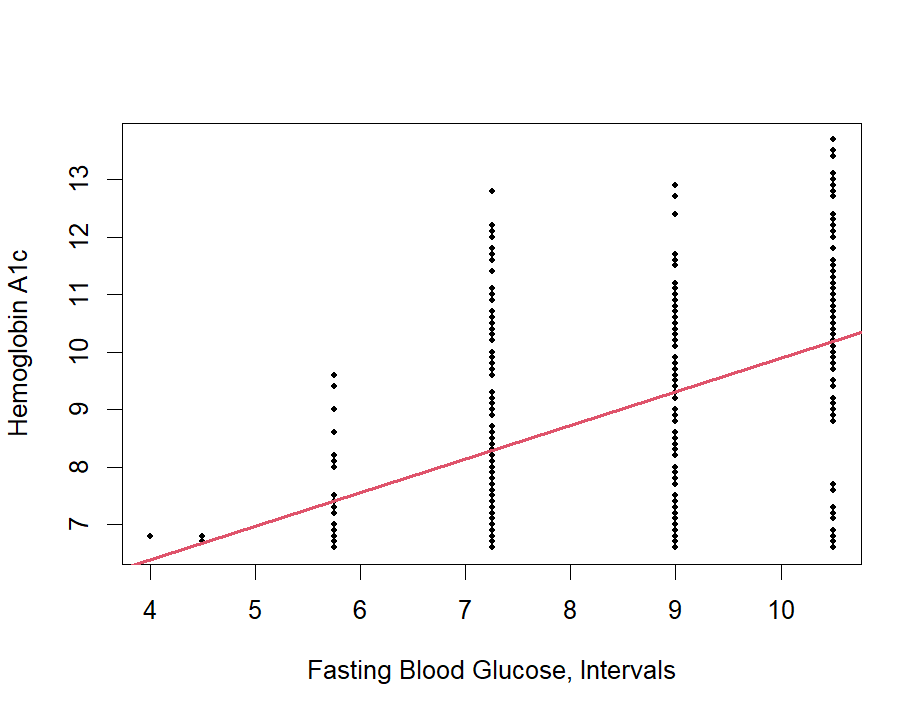 13
12
11
10
9
8
7
Hemoglobin A1c
4 5 6 7 8 9 10
Fasting Blood Glucose, Intervals